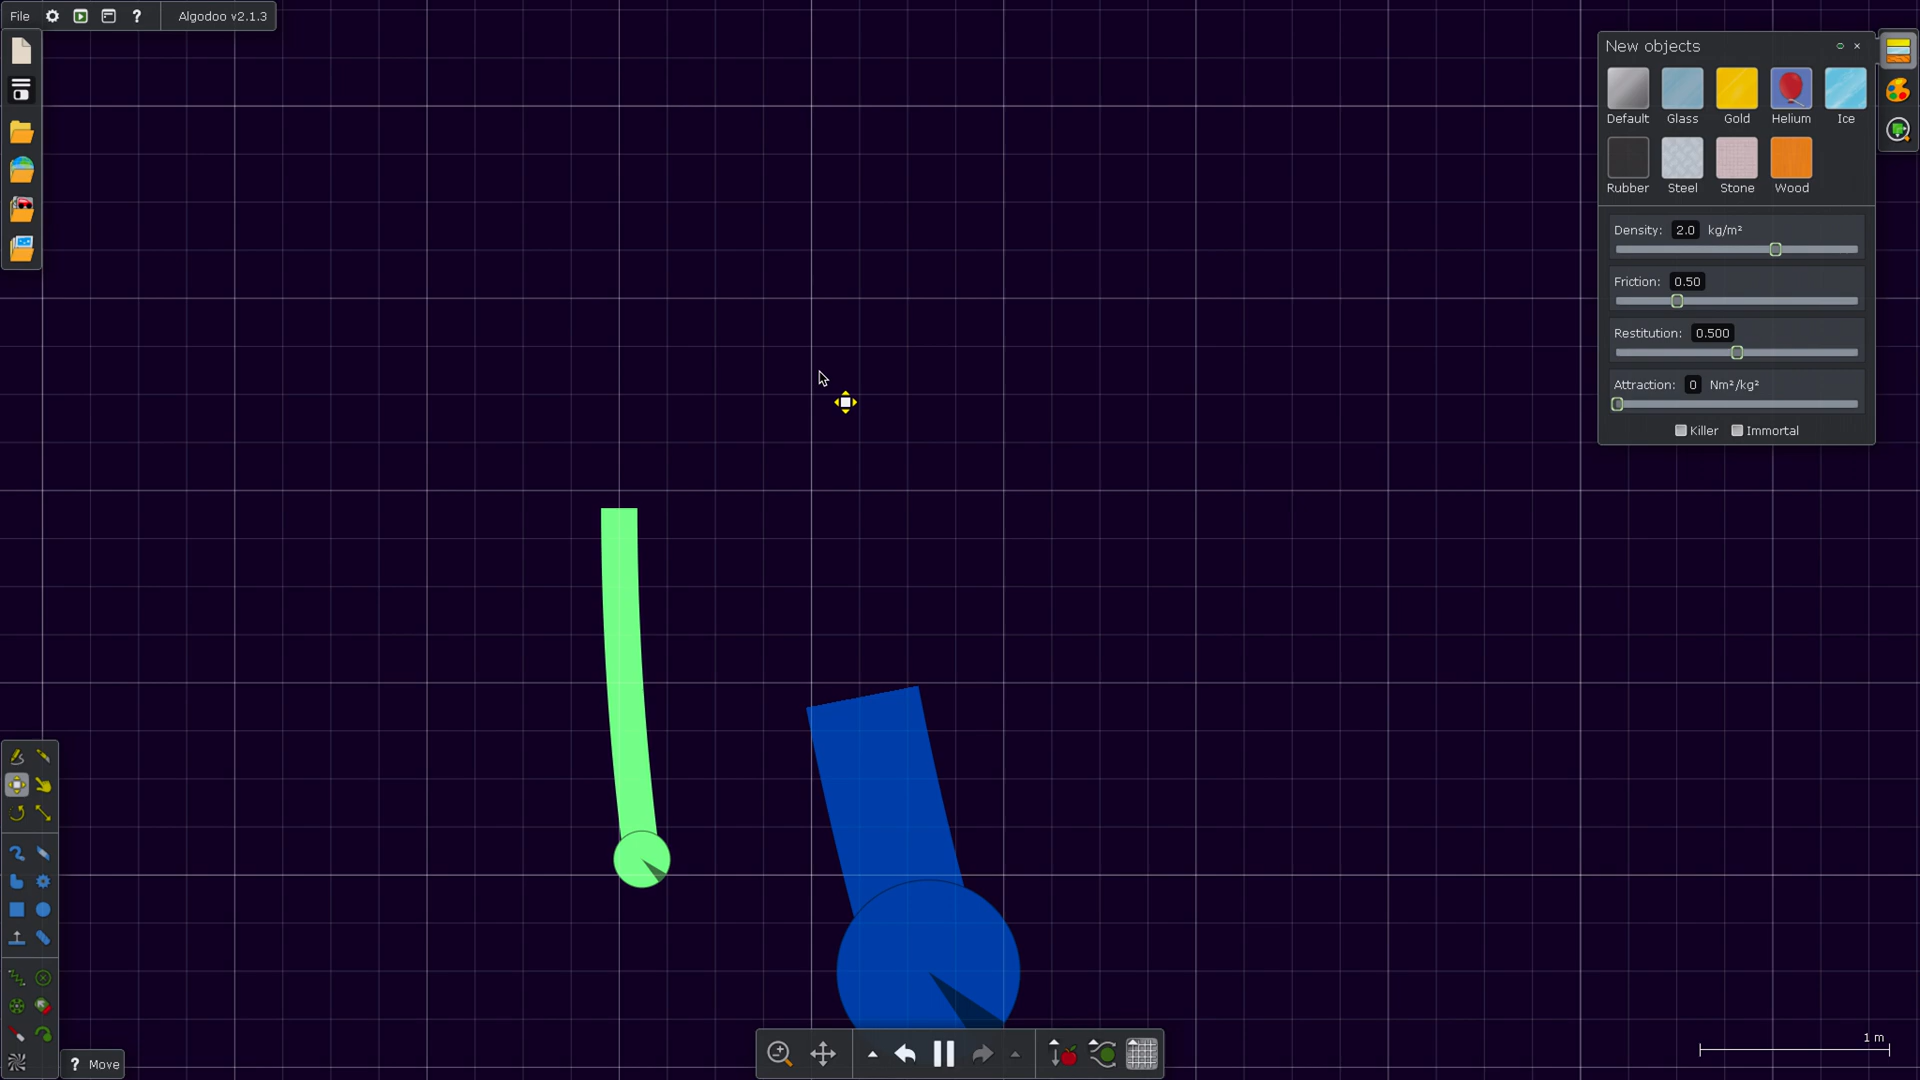 File ? Algodoo v2.1.3
New objects
Default Glass Gold Helium Ice
Rubber Steel Stone Wood
Density: 2.0 kg/m²
Friction: 0.50
Restitution: 0.500
Attraction: 0 Nm²/kg²
Killer Immortal
? Move
1 m